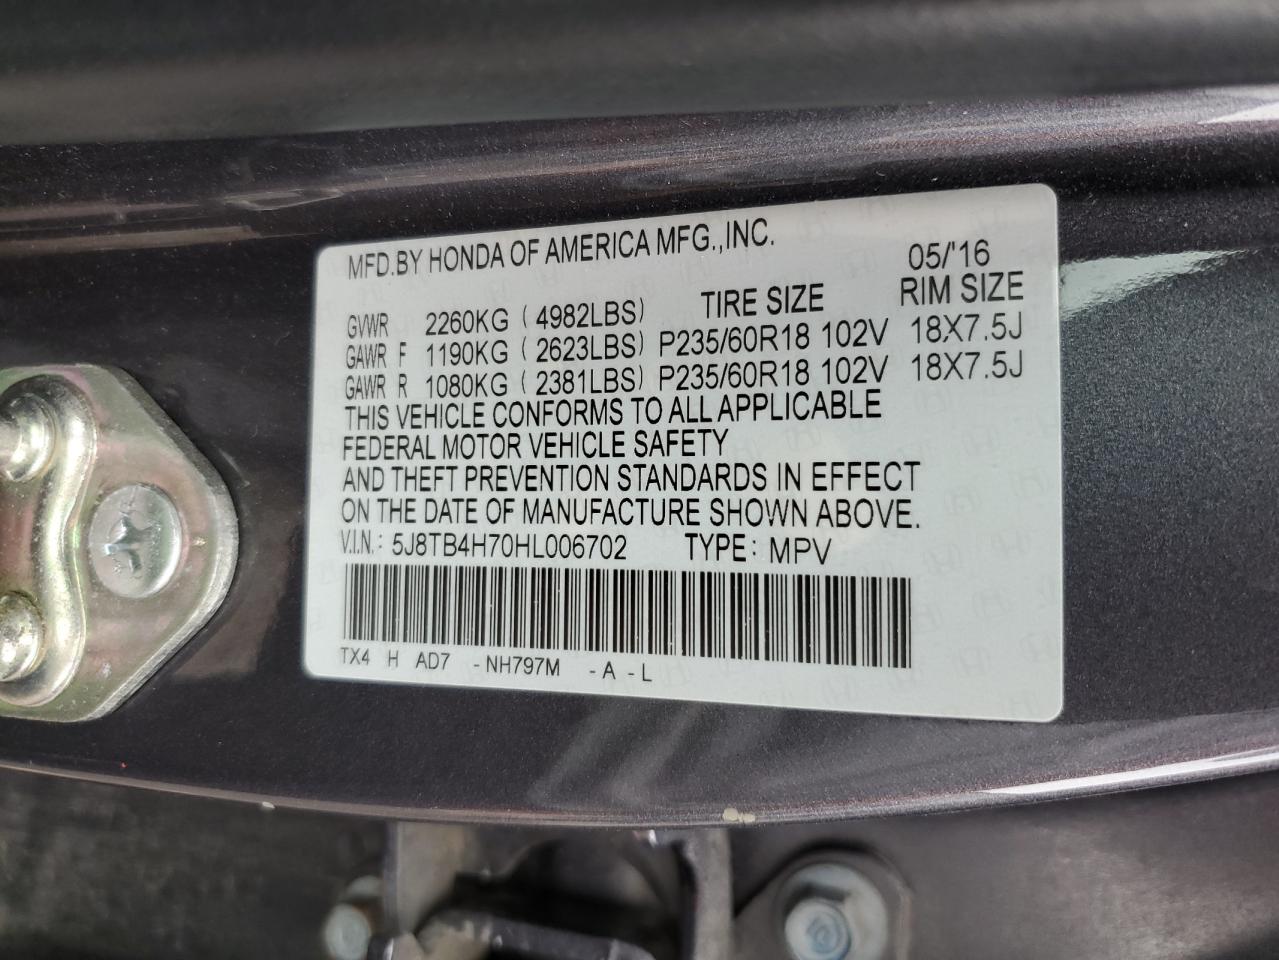 MFD.BY HONDA OF AMERICA MFG.,INC. 05/'16
GVWR 2260KG ( 4982LBS) TIRE SIZE RIM SIZE
GAWR F 1190KG ( 2623LBS) P235/60R18 102V 18X7.5J
GAWR R 1080KG ( 2381LBS) P235/60R18 102V 18X7.5J
THIS VEHICLE CONFORMS TO ALL APPLICABLE
FEDERAL MOTOR VEHICLE SAFETY
AND THEFT PREVENTION STANDARDS IN EFFECT
ON THE DATE OF MANUFACTURE SHOWN ABOVE.
V.I.N.: 5J8TB4H70HL006702 TYPE: MPV
TX4 H AD7 -NH797M -A-L